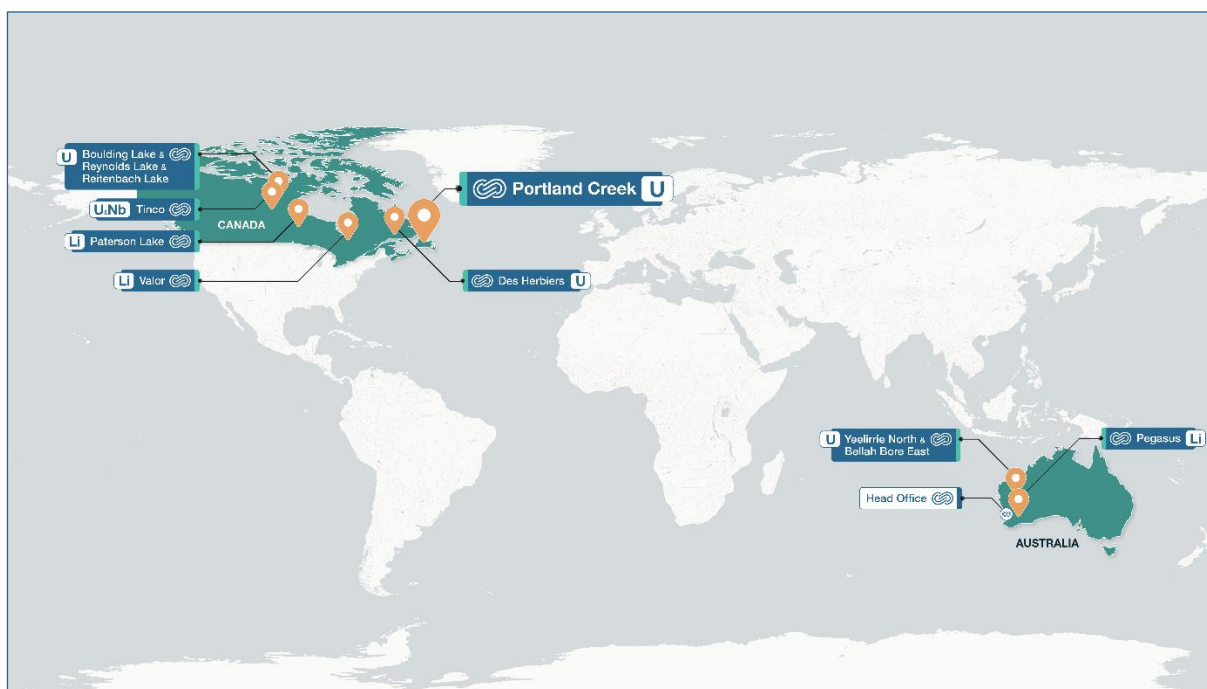 U
Boulding Lake &
Reynolds Lake &
Reitenbach Lake
U&Nb Tinco
Li Paterson Lake
Li Valor
CANADA
Portland Creek U
Des Herbiers U
U
Yeelirrie North &
Bellah Bore East
Pegasus Li
Head Office
AUSTRALIA